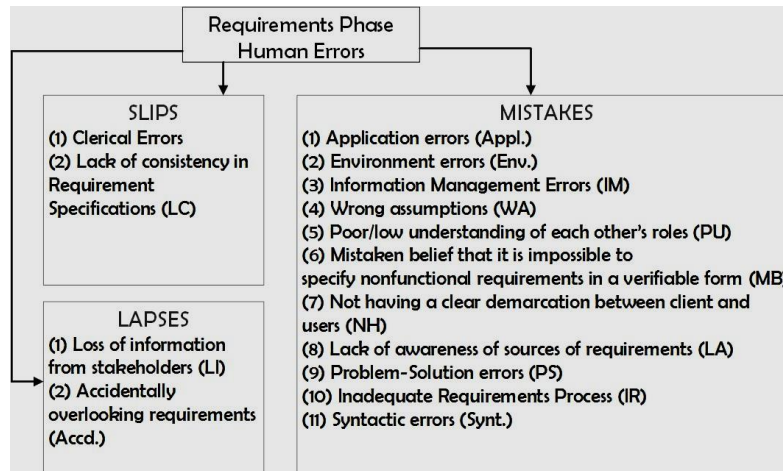 Requirements Phase
Human Errors
SLIPS
(1) Clerical Errors
(2) Lack of consistency in
Requirement
Specifications (LC)
LAPSES
(1) Loss of information
from stakeholders (LI)
(2) Accidentally
overlooking requirements
(Accd.)
MISTAKES
(1) Application errors (Appl.)
(2) Environment errors (Env.)
(3) Information Management Errors (IM)
(4) Wrong assumptions (WA)
(5) Poor/low understanding of each other's roles (PU)
(6) Mistaken belief that it is impossible to
specify nonfunctional requirements in a verifiable form (MB)
(7) Not having a clear demarcation between client and
users (NH)
(8) Lack of awareness of sources of requirements (LA)
(9) Problem-Solution errors (PS)
(10) Inadequate Requirements Process (IR)
(11) Syntactic errors (Synt.)